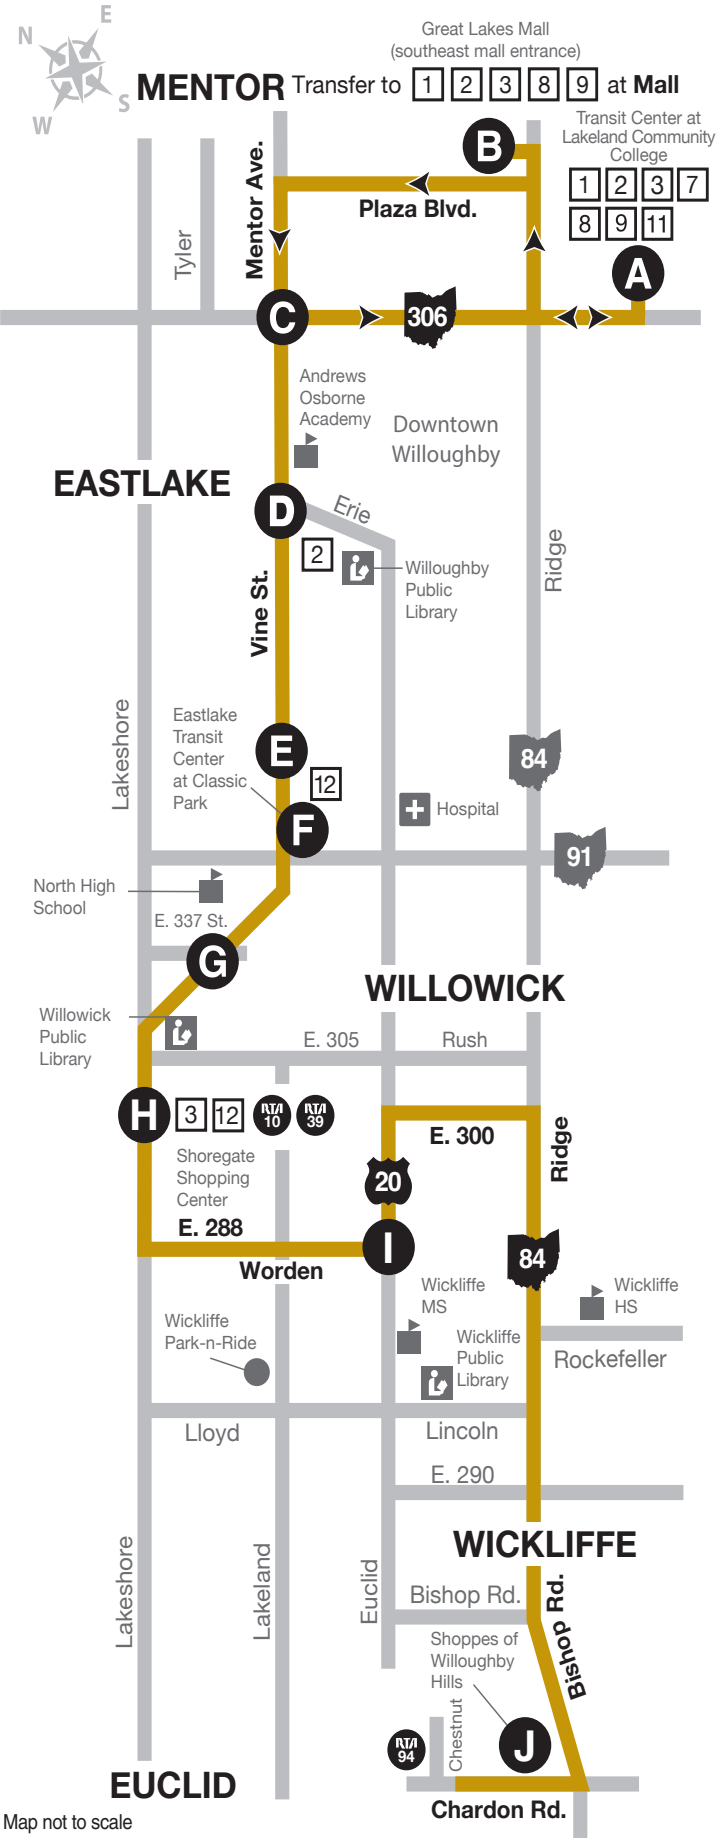 N
E
S
W
Great Lakes Mall
(southeast mall entrance)
MENTOR Transfer to 1 2 3 8 9 at Mall
Transit Center at
Lakeland Community
College
1 2 3 7
8 9 11
B
Mentor Ave.
Plaza Blvd.
Tyler
A
C
306
Andrews
Osborne
Academy
Downtown
Willoughby
EASTLAKE
D
Erie
2
Willoughby
Public
Library
Ridge
Vine St.
Lakeshore
Eastlake
Transit
Center
at Classic
Park
E
12
F
84
Hospital
91
North High
School
E. 337 St.
G
WILLOWICK
Willowick
Public
Library
E. 305
Rush
H
3 12
RTA
10
RTA
39
E. 300
Ridge
Shoregate
Shopping
Center
20
E. 288
I
84
Worden
Wickliffe
MS
Wickliffe
HS
Wickliffe
Park-n-Ride
Wickliffe
Public
Library
Rockefeller
Lloyd
Lincoln
E. 290
WICKLIFFE
Lakeshore
Lakeland
Euclid
Bishop Rd.
Bishop Rd.
Shoppes of
Willoughby
Hills
Chestnut
RTA
94
J
EUCLID
Chardon Rd.
Map not to scale